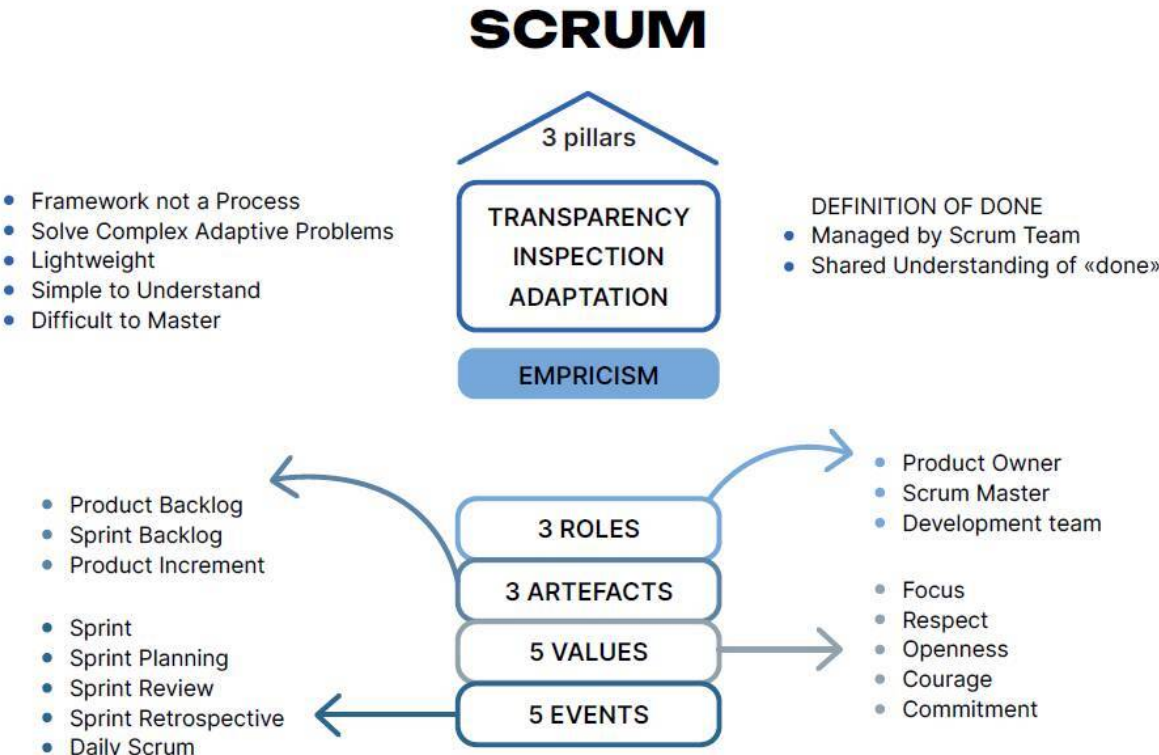 SCRUM
3 pillars
TRANSPARENCY
INSPECTION
ADAPTATION
EMPRICISM
Framework not a Process
Solve Complex Adaptive Problems
Lightweight
Simple to Understand
Difficult to Master
DEFINITION OF DONE
Managed by Scrum Team
Shared Understanding of «done»
3 ROLES
Product Owner
Scrum Master
Development team
3 ARTEFACTS
Product Backlog
Sprint Backlog
Product Increment
5 VALUES
Focus
Respect
Openness
Courage
Commitment
5 EVENTS
Sprint
Sprint Planning
Sprint Review
Sprint Retrospective
Daily Scrum